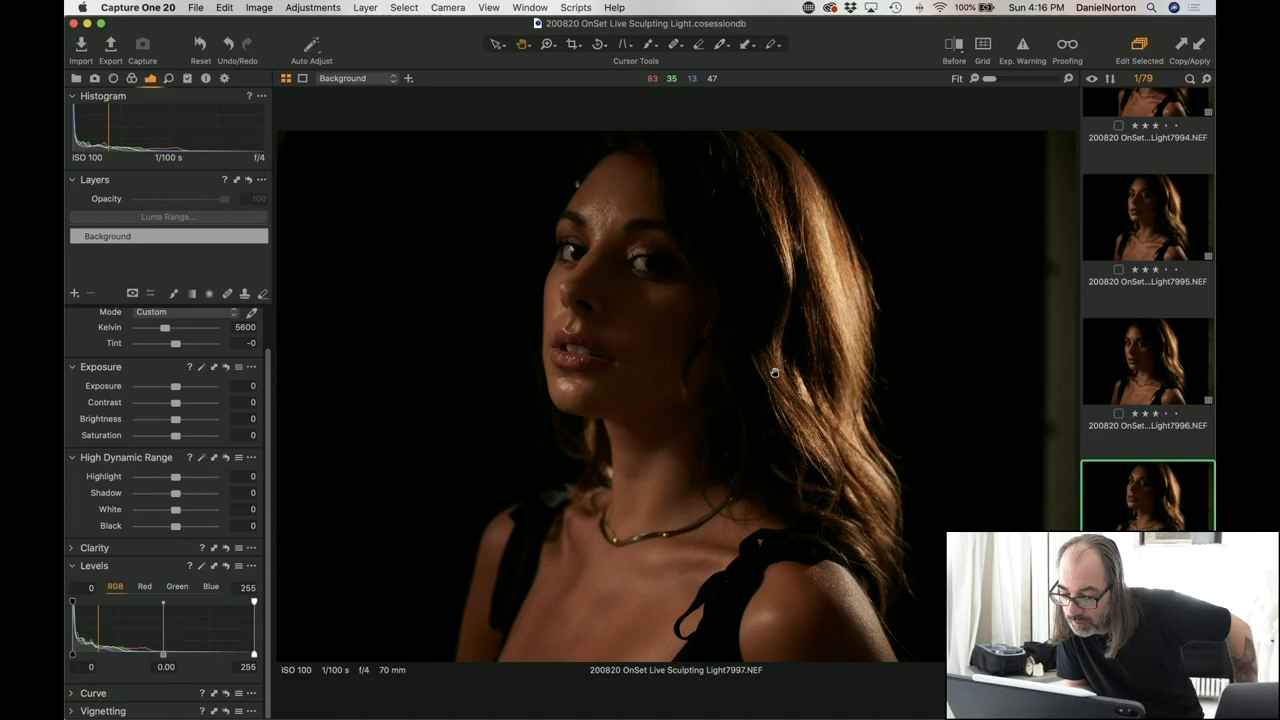 Capture One 20 File Edit Image Adjustments Layer Select Camera View Window Scripts Help 100% Sun 4:16 PM DanielNorton
200820 OnSet Live Sculpting Light.cosessiondb
Import Export Capture Reset Undo/Redo Auto Adjust Cursor Tools Before Grid Exp. Warning Proofing Edit Selected Copy/Apply
Background 83 35 13 47 Fit 1/79
Histogram ? ...
ISO 100 1/100 s f/4
Layers ? ...
Opacity 100
Luma Range...
Background
Mode Custom
Kelvin 5600
Tint -0
Exposure ? ...
Exposure 0
Contrast 0
Brightness 0
Saturation 0
High Dynamic Range ? ...
Highlight 0
Shadow 0
White 0
Black 0
Clarity ? ...
Levels ? ...
0 RGB Red Green Blue 255
0 0.00 255
Curve ? ...
Vignetting ? ...
ISO 100 1/100 s f/4 70 mm 200820 OnSet Live Sculpting Light7997.NEF
200820 OnSet...Light7994.NEF
200820 OnSet...Light7995.NEF
200820 OnSet...Light7996.NEF